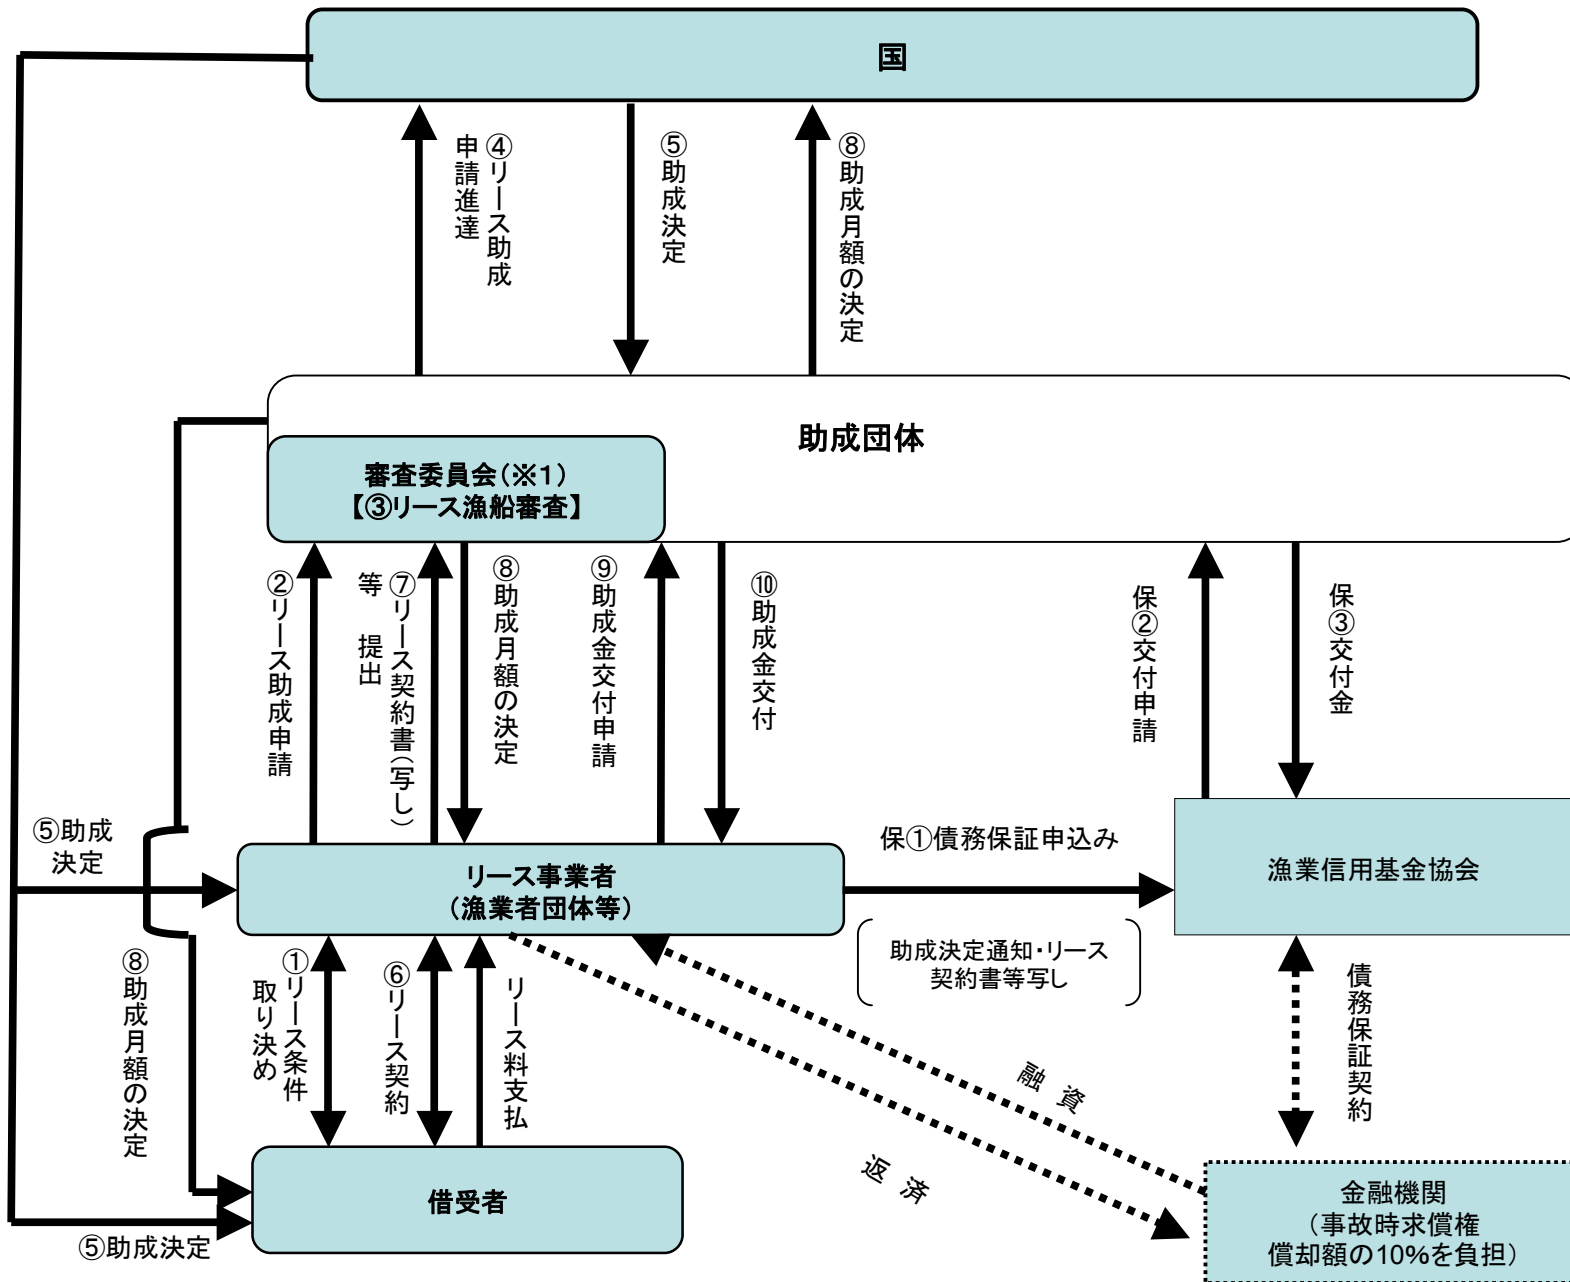 国
④リース助成
申請進達
⑤助成決定
⑧助成月額の決定
助成団体
審査委員会(※1)
【③リース漁船審査】
②リース助成申請
⑦リース契約書(写し)
等 提出
⑧助成月額の決定
⑨助成金交付申請
⑩助成金交付
保②交付申請
保③交付金
⑤助成
決定
リース事業者
(漁業者団体等)
保①債務保証申込み
漁業信用基金協会
助成決定通知・リース
契約書等写し
⑧助成月額の決定
①リース条件
取り決め
⑥リース契約
リース料支払
融資
返済
債務保証契約
借受者
⑤助成決定
金融機関
(事故時求償権
償却額の10%を負担)